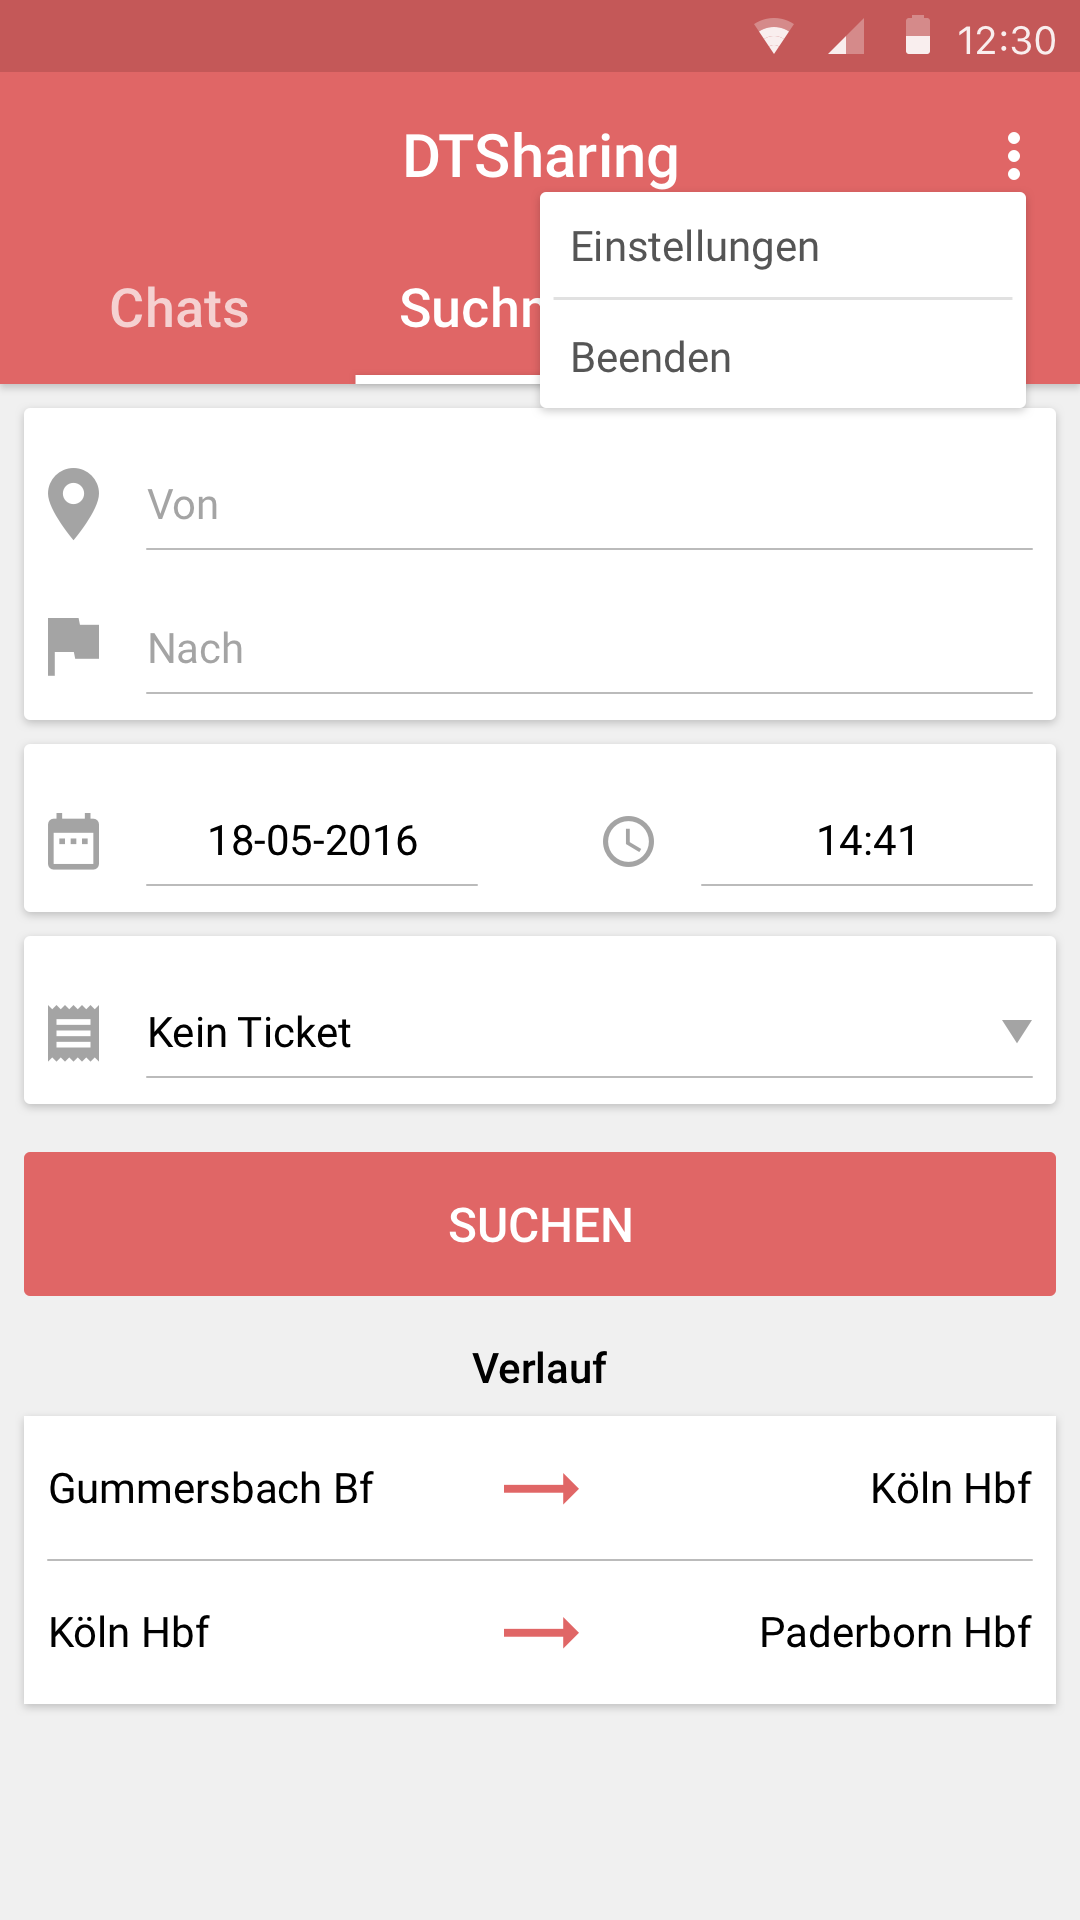 12:30
DTSharing
Einstellungen
Chats
Beenden
Von
Nach
18-05-2016
14:41
Kein Ticket
SUCHEN
Verlauf
Gummersbach Bf
Köln Hbf
Köln Hbf
Paderborn Hbf